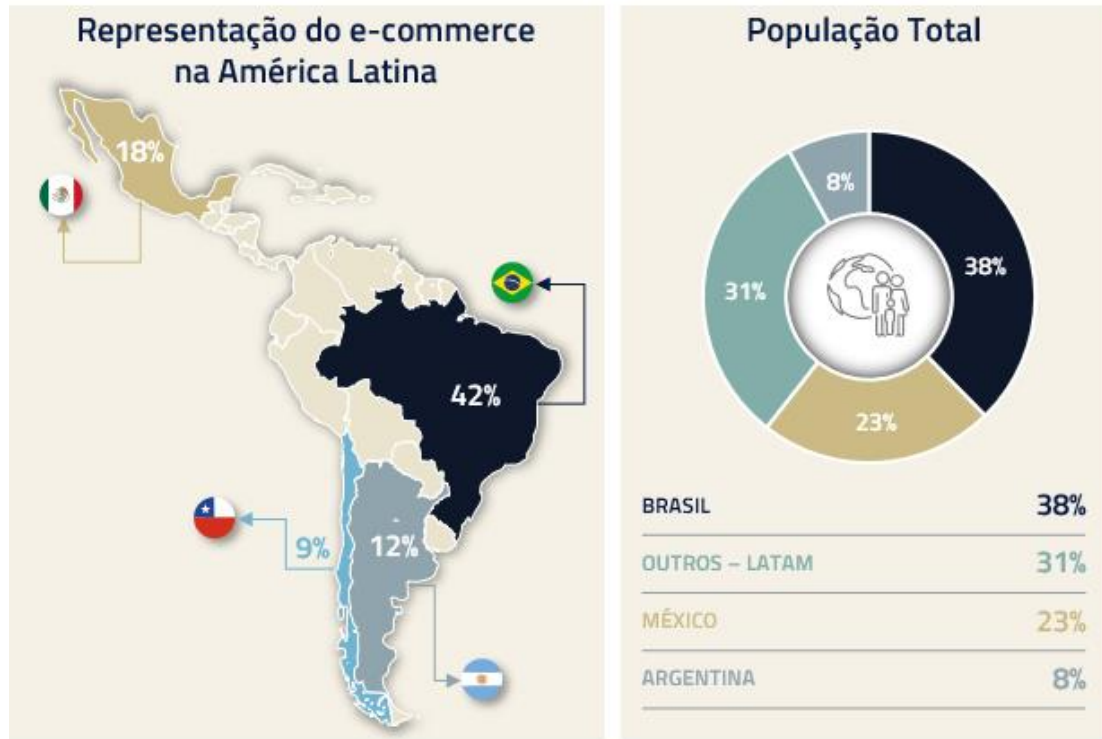 Representação do e-commerce
na América Latina
18%
42%
9%
12%
População Total
8%
38%
31%
23%
BRASIL 38%
OUTROS – LATAM 31%
MÉXICO 23%
ARGENTINA 8%